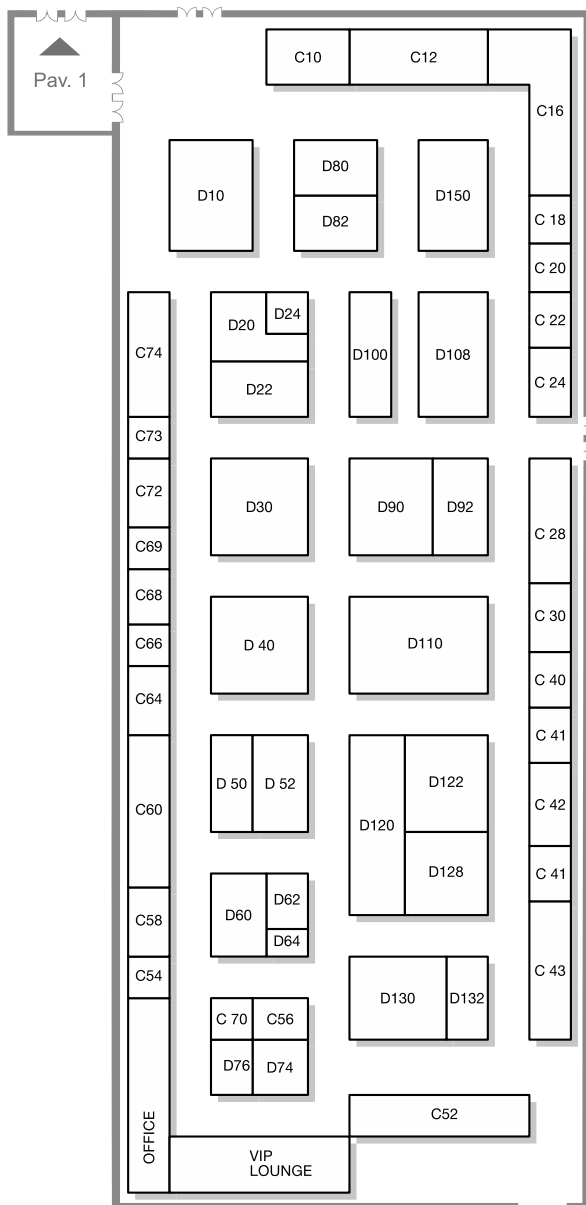 Pav. 1
C10
C12
C16
D10
D80
D82
D150
C 18
C 20
C 22
C 24
C74
D20
D24
D22
D100
D108
C73
C72
C69
D30
D90
D92
C 28
C68
C66
C64
D 40
D110
C 30
C 40
C 41
C60
D 50
D 52
D120
D122
D128
C 42
C 41
C58
C54
D60
D62
D64
D130
D132
C 43
C 70
C56
D76
D74
C52
OFFICE
VIP
LOUNGE